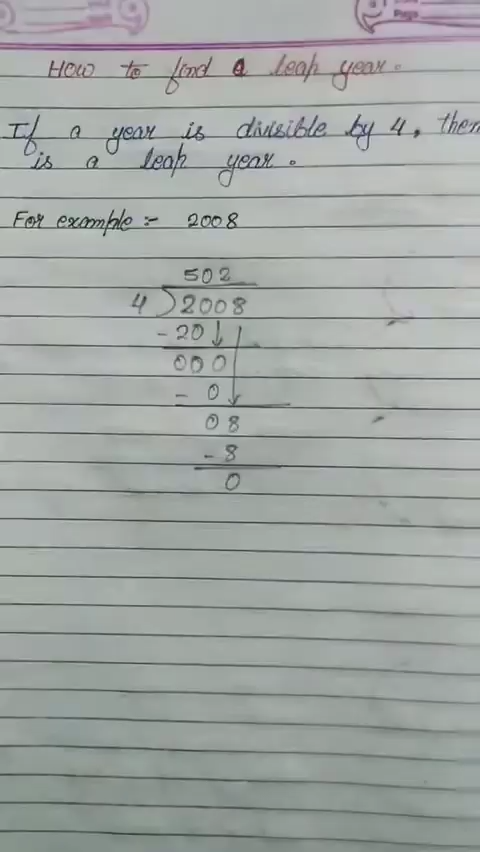 Page
How to find a leap year.
If a year is divisible by 4, then
is a leap year.
For example :- 2008
502
4 ) 2008
- 20
000
- 0
08
- 8
0